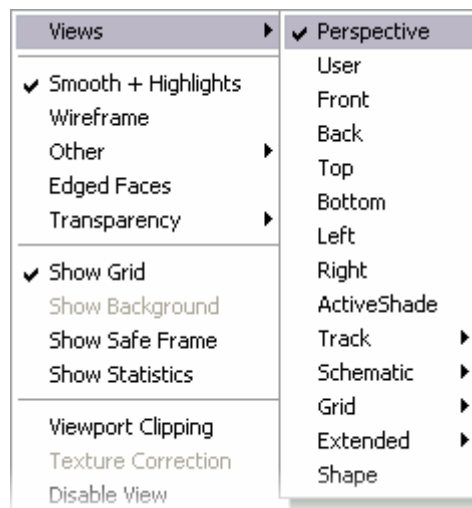 Views
Smooth + Highlights
Wireframe
Other
Edged Faces
Transparency
Show Grid
Show Background
Show Safe Frame
Show Statistics
Viewport Clipping
Texture Correction
Disable View
Perspective
User
Front
Back
Top
Bottom
Left
Right
ActiveShade
Track
Schematic
Grid
Extended
Shape